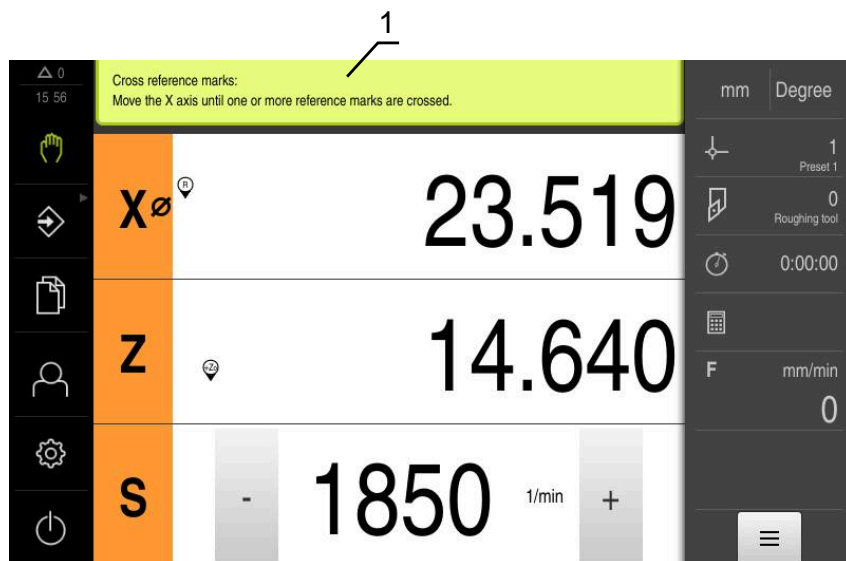 1
0
15 56
Cross reference marks:
Move the X axis until one or more reference marks are crossed.
mm Degree
1
Preset 1
0
Roughing tool
0:00:00
F mm/min
0
X⌀ R 23.519
Z +Z0 14.640
S - 1850 1/min +